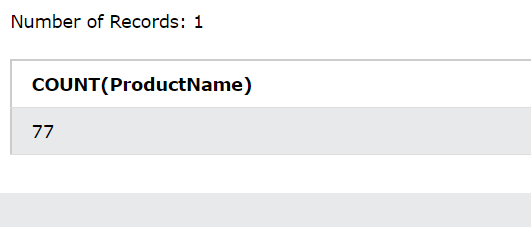 Number of Records: 1
COUNT(ProductName)
77